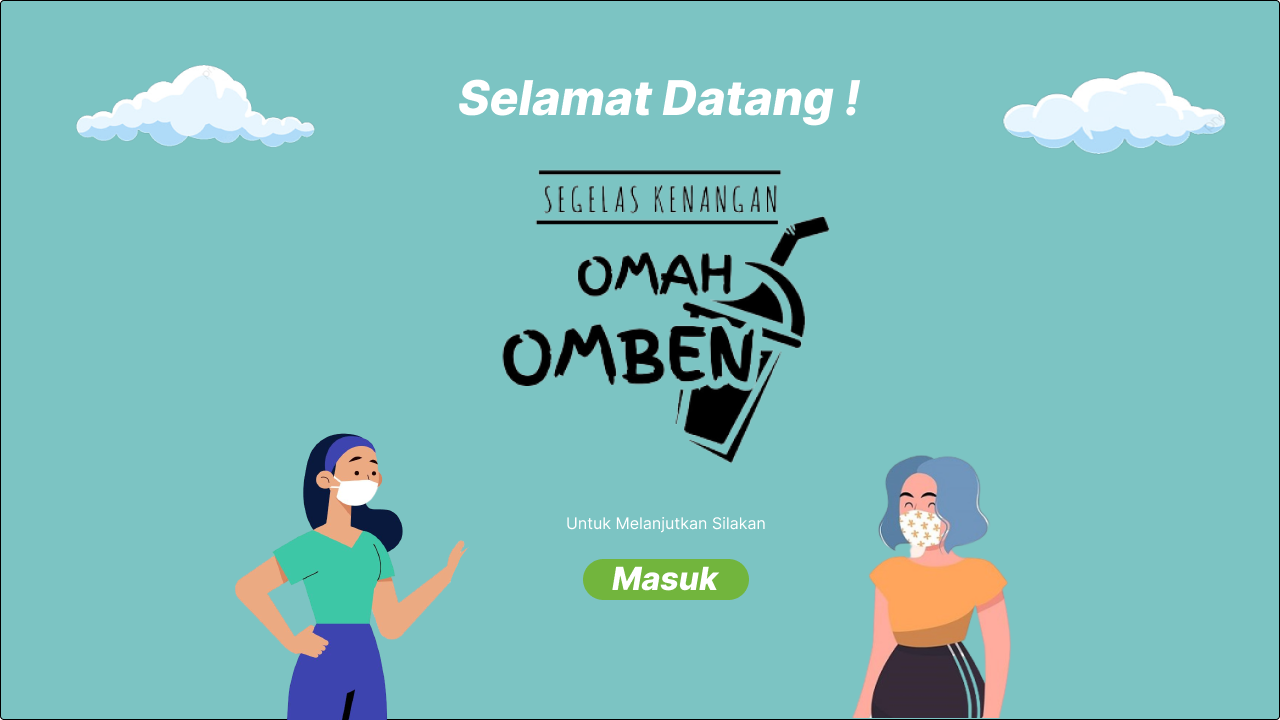 Selamat Datang !
SEGELAS KENANGAN
OMAH
OMBEN
Untuk Melanjutkan Silakan
Masuk